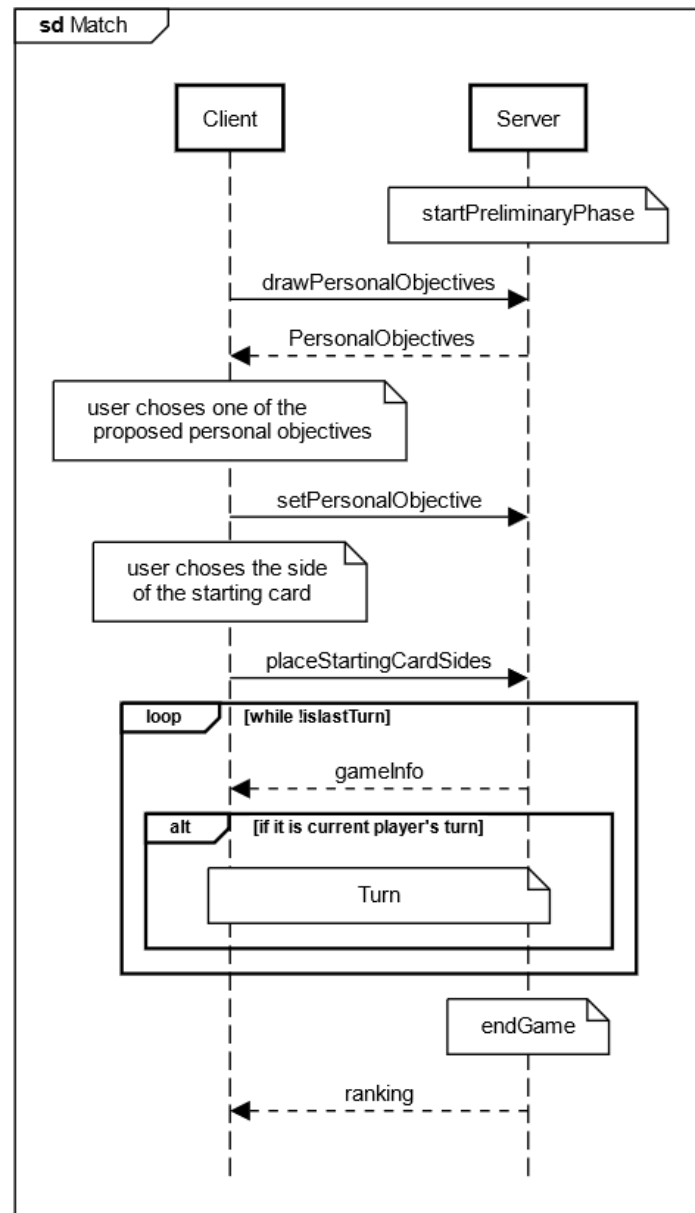 sd Match
Client
Server
startPreliminaryPhase
drawPersonalObjectives
PersonalObjectives
user choses one of the
proposed personal objectives
setPersonalObjective
user choses the side
of the starting card
placeStartingCardSides
loop [while !islastTurn]
gameInfo
alt [if it is current player's turn]
Turn
endGame
ranking